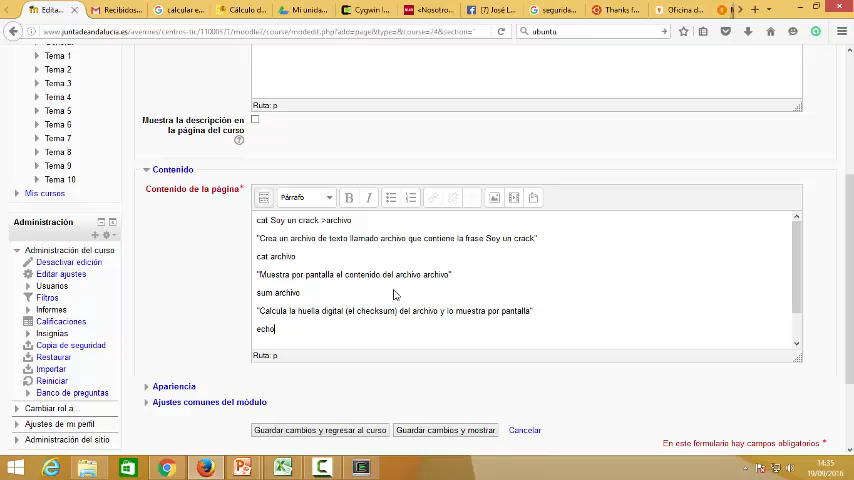 Edita...
Recibidos...
calcular e...
Cálculo d...
Mi unida...
Cygwin I...
«Nosotro...
(7) José L...
segurida...
Thanks f...
Oficina d...
www.juntadeandalucia.es/averroes/centros-tic/11000371/moodle2/course/modedit.php?add=page&type=&course=24&section=
ubuntu
Tema 1
Tema 2
Tema 3
Tema 4
Tema 5
Tema 6
Tema 7
Tema 8
Tema 9
Tema 10
Mis cursos
Administración
Administración del curso
Desactivar edición
Editar ajustes
Usuarios
Filtros
Informes
Calificaciones
Insignias
Copia de seguridad
Restaurar
Importar
Reiniciar
Banco de preguntas
Cambiar rol a...
Ajustes de mi perfil
Administración del sitio
Ruta: p
Muestra la descripción en
la página del curso
Contenido
Contenido de la página*
Párrafo
cat Soy un crack >archivo
"Crea un archivo de texto llamado archivo que contiene la frase Soy un crack"
cat archivo
"Muestra por pantalla el contenido del archivo archivo"
sum archivo
"Calcula la huella digital (el checksum) del archivo y lo muestra por pantalla"
echo
Ruta: p
Apariencia
Ajustes comunes del módulo
Guardar cambios y regresar al curso
Guardar cambios y mostrar
Cancelar
En este formulario hay campos obligatorios *
14:35
19/09/2016